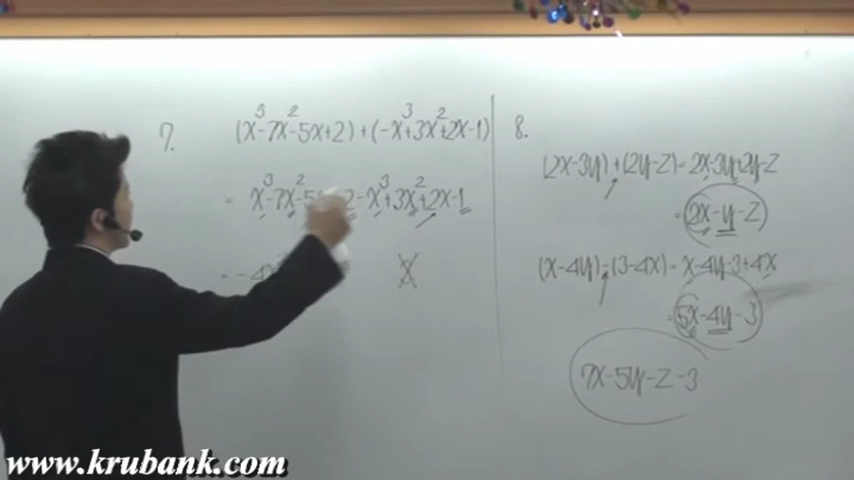 7.
(x³-7x²-5x+2)+(-x³+3x²+2x-1)
= x³-7x²-5 2-x³+3x²+2x-1
= -4
8.
(2x-3y)+(2y-z)=2x-3y+2y-z
=2x-y-z
(x-4y)-(3-4x)=x-4y-3+4x
=5x-4y-3
7x-5y-z-3
www.krubank.com